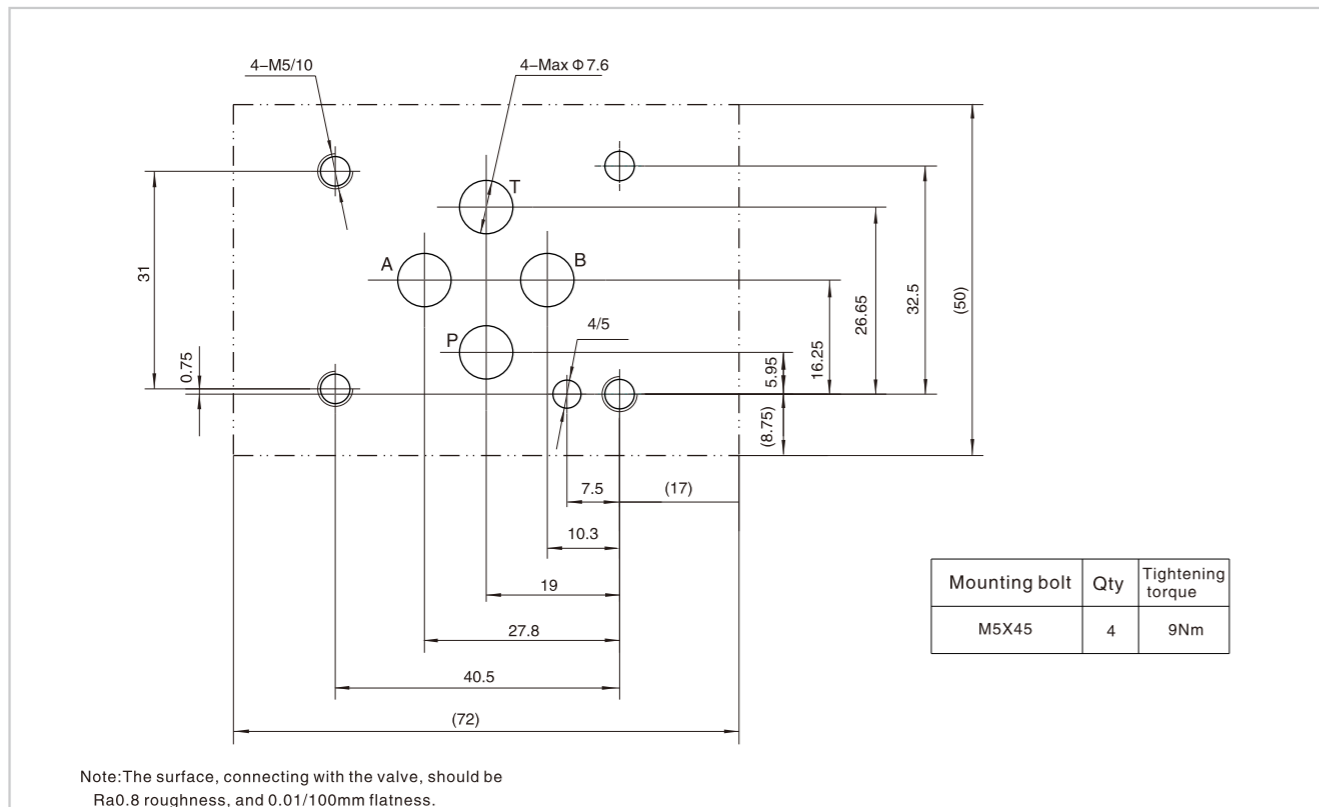 4-M5/10
4-Max Φ7.6
T
A
B
P
4/5
31
0.75
5.95
(8.75)
16.25
26.65
32.5
(50)
7.5
(17)
10.3
19
27.8
40.5
(72)
Mounting bolt Qty Tightening torque
M5X45 4 9Nm
Note:The surface, connecting with the valve, should be
Ra0.8 roughness, and 0.01/100mm flatness.